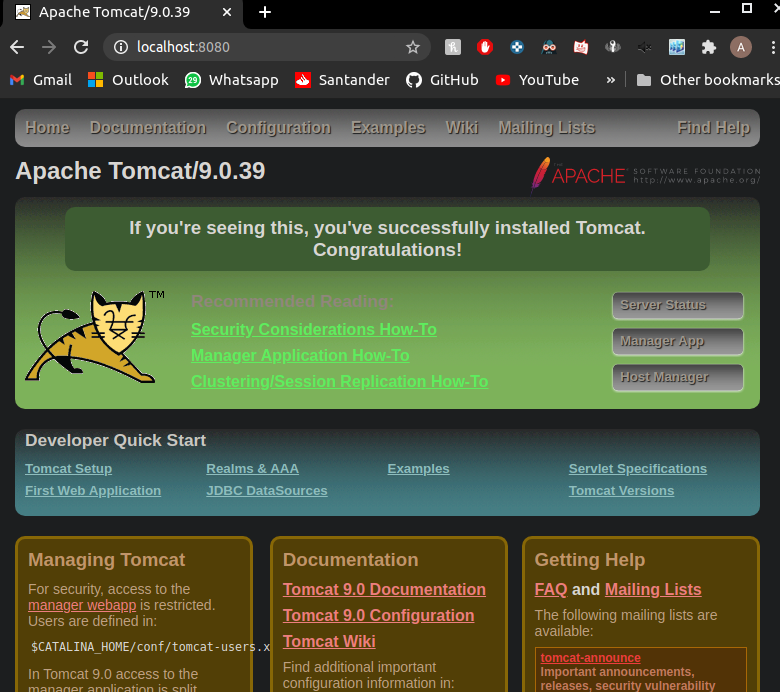 Apache Tomcat/9.0.39
localhost:8080
A
Gmail
Outlook
29
Whatsapp
Santander
GitHub
YouTube
»
Other bookmarks
Home Documentation Configuration Examples Wiki Mailing Lists Find Help
Apache Tomcat/9.0.39
THE
APACHE
SOFTWARE FOUNDATION
http://www.apache.org/
If you're seeing this, you've successfully installed Tomcat.
Congratulations!
TM
Recommended Reading:
Security Considerations How-To
Manager Application How-To
Clustering/Session Replication How-To
Server Status
Manager App
Host Manager
Developer Quick Start
Tomcat Setup Realms & AAA Examples Servlet Specifications
First Web Application JDBC DataSources Tomcat Versions
Managing Tomcat
For security, access to the
manager webapp is restricted.
Users are defined in:
$CATALINA_HOME/conf/tomcat-users.x
In Tomcat 9.0 access to the
manager application is split
Documentation
Tomcat 9.0 Documentation
Tomcat 9.0 Configuration
Tomcat Wiki
Find additional important
configuration information in:
Getting Help
FAQ and Mailing Lists
The following mailing lists are
available:
tomcat-announce
Important announcements,
releases, security vulnerability